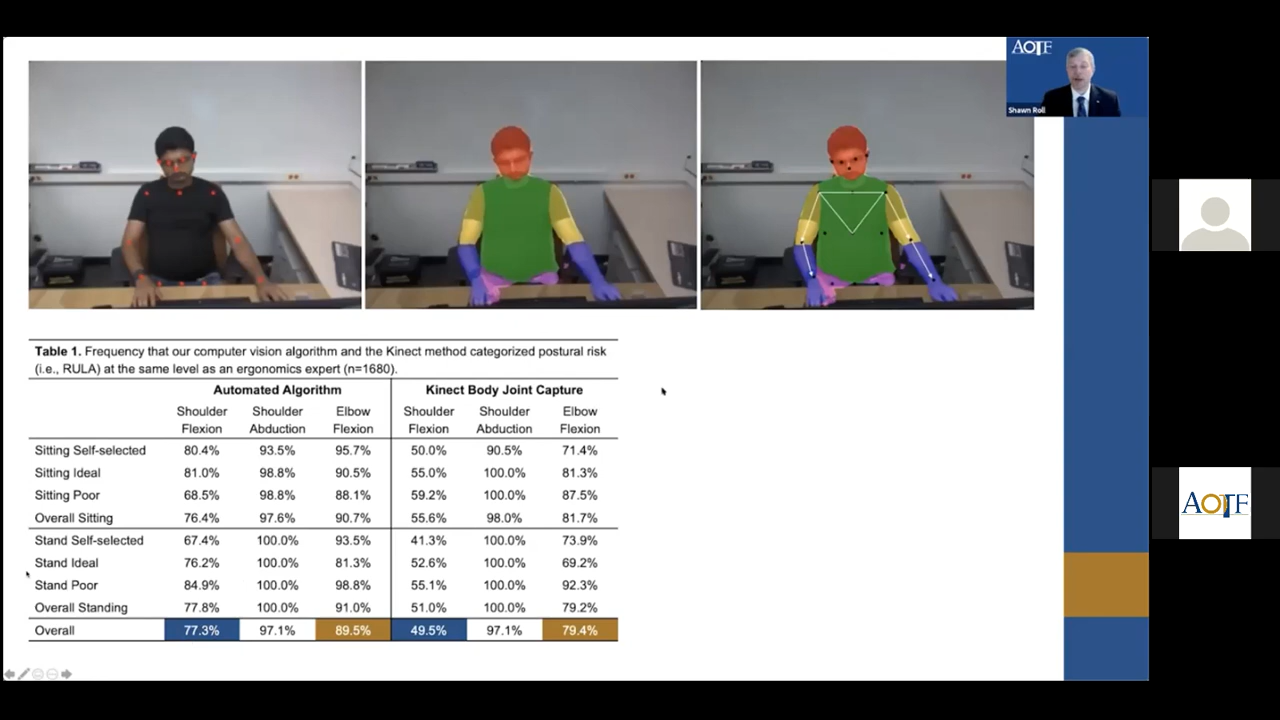 AOTF
Shawn Roll
Table 1. Frequency that our computer vision algorithm and the Kinect method categorized postural risk
(i.e., RULA) at the same level as an ergonomics expert (n=1680).
Automated Algorithm Kinect Body Joint Capture
Shoulder Shoulder Elbow Shoulder Shoulder Elbow
Flexion Abduction Flexion Flexion Abduction Flexion
Sitting Self-selected 80.4% 93.5% 95.7% 50.0% 90.5% 71.4%
Sitting Ideal 81.0% 98.8% 90.5% 55.0% 100.0% 81.3%
Sitting Poor 68.5% 98.8% 88.1% 59.2% 100.0% 87.5%
Overall Sitting 76.4% 97.6% 90.7% 55.6% 98.0% 81.7%
Stand Self-selected 67.4% 100.0% 93.5% 41.3% 100.0% 73.9%
Stand Ideal 76.2% 100.0% 81.3% 52.6% 100.0% 69.2%
Stand Poor 84.9% 100.0% 98.8% 55.1% 100.0% 92.3%
Overall Standing 77.8% 100.0% 91.0% 51.0% 100.0% 79.2%
Overall 77.3% 97.1% 89.5% 49.5% 97.1% 79.4%
AOTF